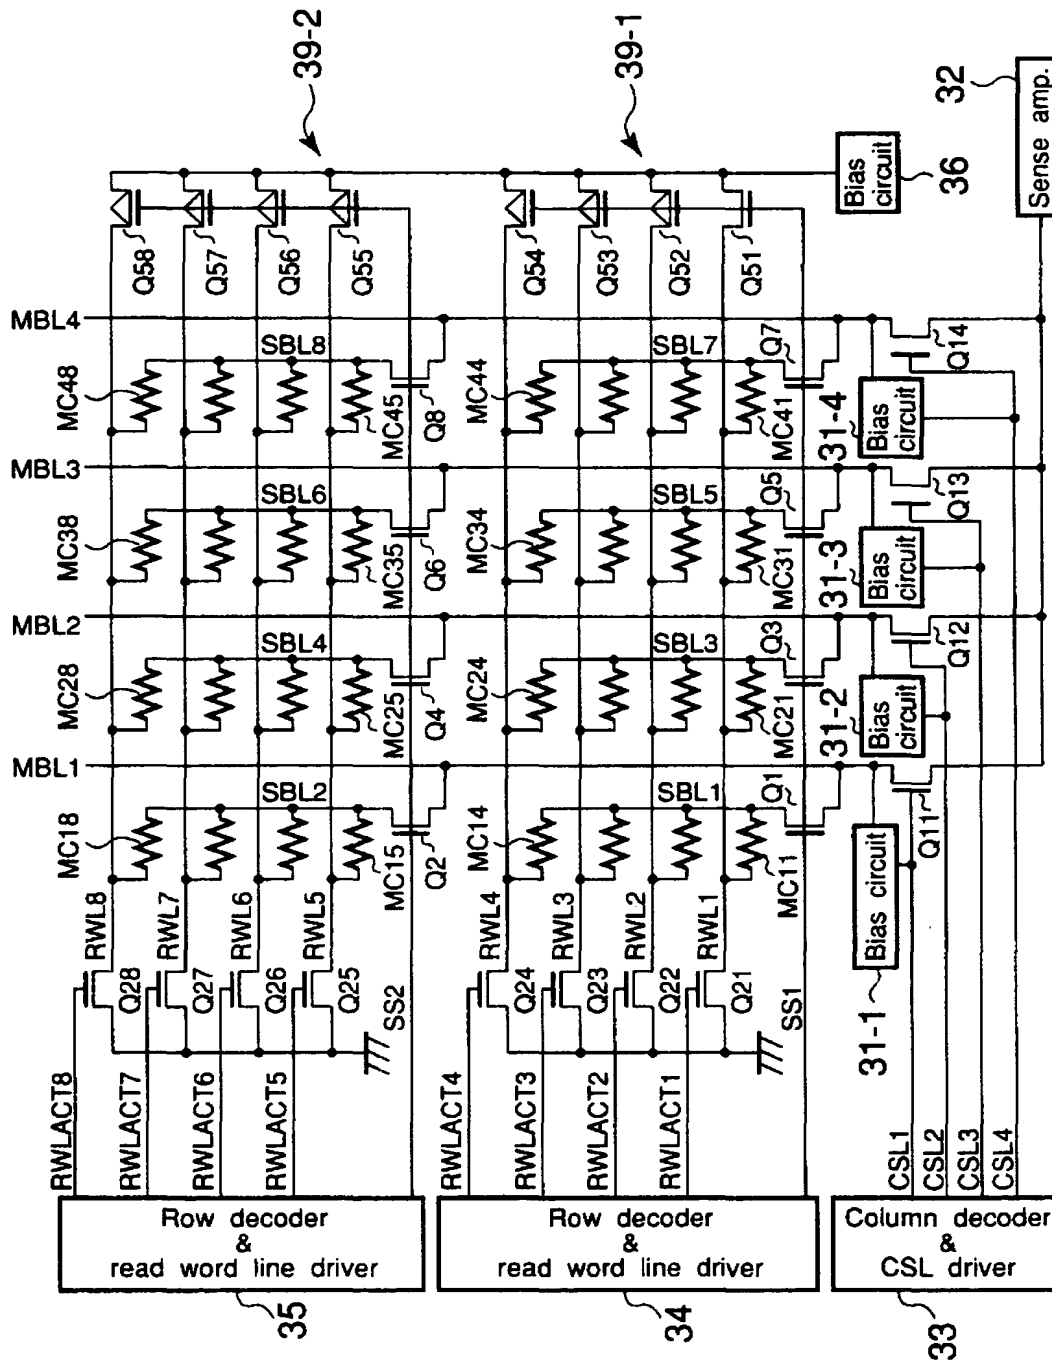 39-2
39-1
32
Sense amp.
Bias
circuit
36
Q58
Q57
Q56
Q55
Q54
Q53
Q52
Q51
MBL4
MC48
SBL8
MC45
Q8
MC44
SBL7
MC41
Q7
31-4
Bias
circuit
Q14
MBL3
MC38
SBL6
MC35
Q6
MC34
SBL5
MC31
Q5
31-3
Bias
circuit
Q13
MBL2
MC28
SBL4
MC25
Q4
MC24
SBL3
MC21
Q3
31-2
Bias
circuit
Q12
MBL1
MC18
SBL2
MC15
Q2
MC14
SBL1
MC11
Q1
31-1
Bias circuit
Q11
RWL8
RWL7
RWL6
RWL5
RWL4
RWL3
RWL2
RWL1
Q28
Q27
Q26
Q25
Q24
Q23
Q22
Q21
SS2
SS1
RWLACT8
RWLACT7
RWLACT6
RWLACT5
RWLACT4
RWLACT3
RWLACT2
RWLACT1
CSL1
CSL2
CSL3
CSL4
Row decoder
&
read word line driver
35
Row decoder
&
read word line driver
34
Column decoder
&
CSL driver
33